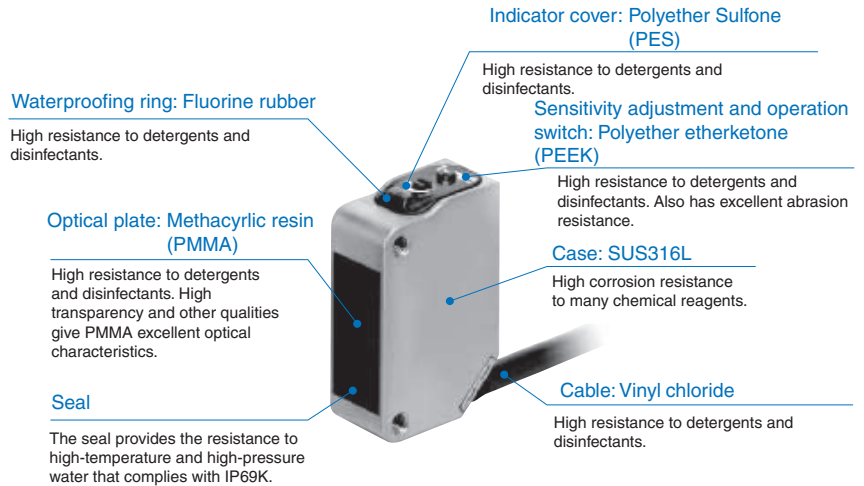 Indicator cover: Polyether Sulfone
(PES)
High resistance to detergents and
disinfectants.
Waterproofing ring: Fluorine rubber
High resistance to detergents and
disinfectants.
Sensitivity adjustment and operation
switch: Polyether etherketone
(PEEK)
High resistance to detergents and
disinfectants. Also has excellent abrasion
resistance.
Optical plate: Methacyrlic resin
(PMMA)
High resistance to detergents
and disinfectants. High
transparency and other qualities
give PMMA excellent optical
characteristics.
Case: SUS316L
High corrosion resistance
to many chemical reagents.
Seal
The seal provides the resistance to
high-temperature and high-pressure
water that complies with IP69K.
Cable: Vinyl chloride
High resistance to detergents and
disinfectants.